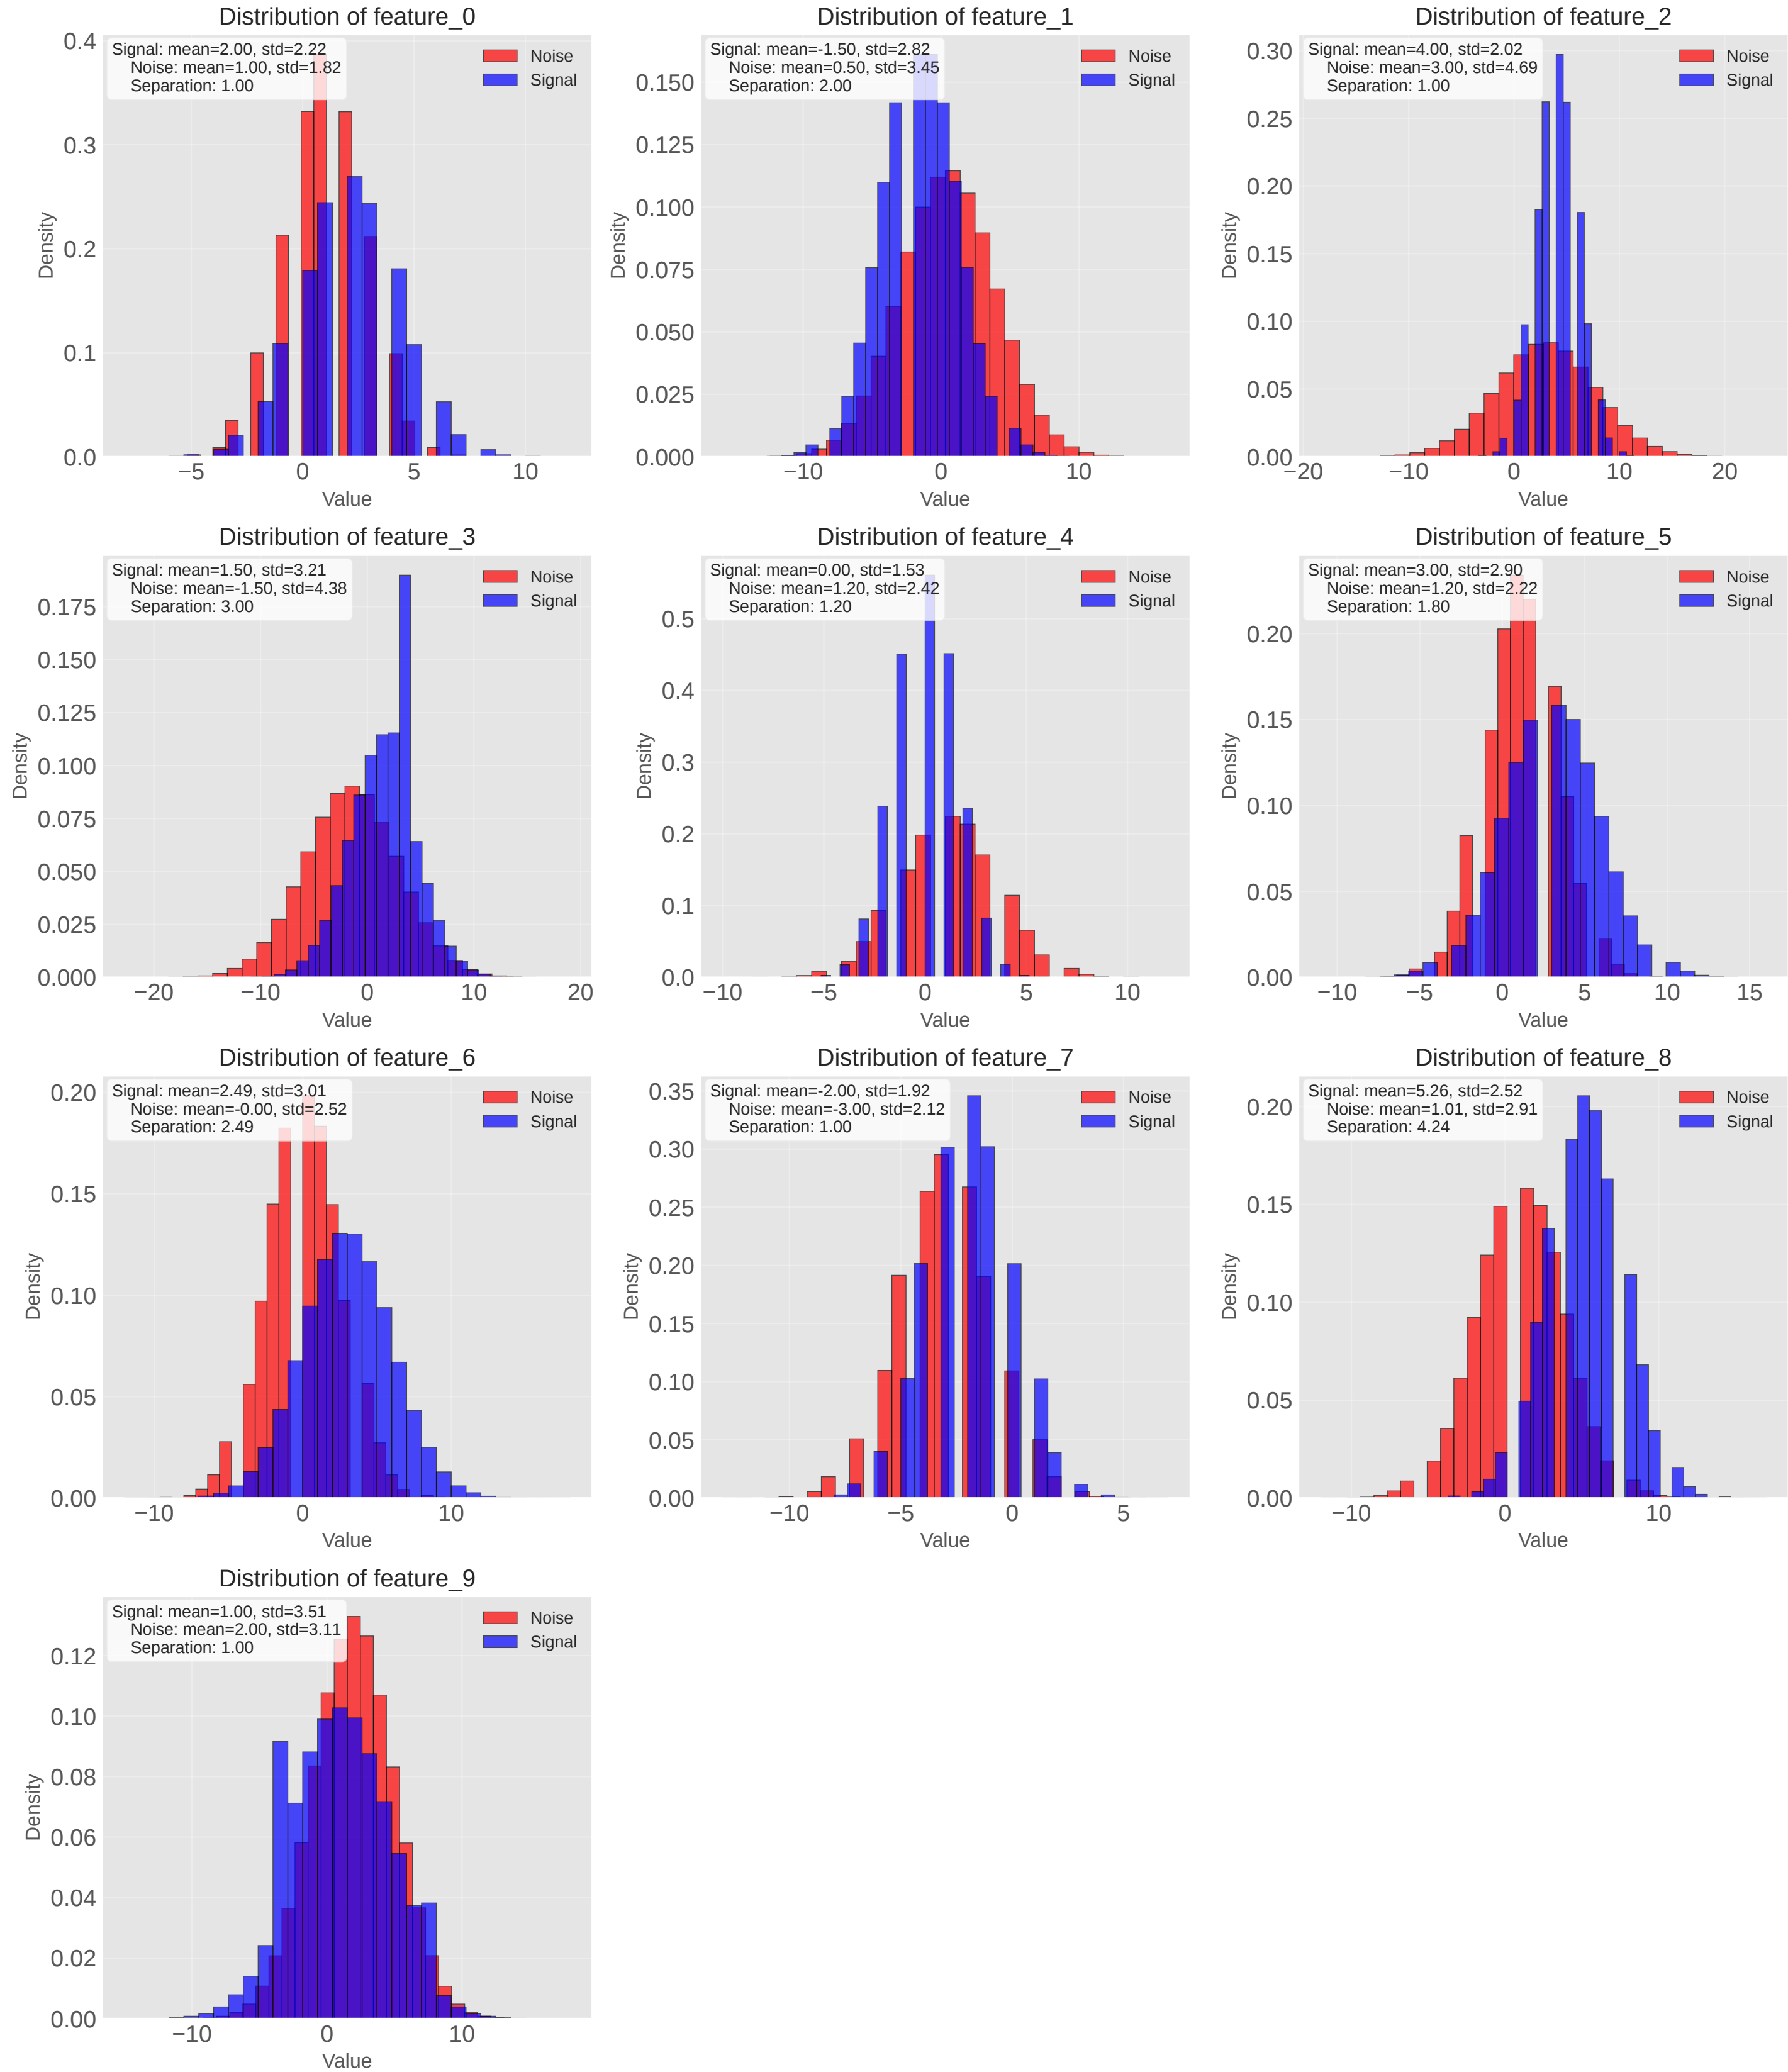 Distribution of feature_0
Signal: mean=2.00, std=2.22
Noise: mean=1.00, std=1.82
Separation: 1.00
Noise
Signal
0.4
0.3
0.2
0.1
0.0
Density
−5 0 5 10
Value
Distribution of feature_1
Signal: mean=-1.50, std=2.82
Noise: mean=0.50, std=3.45
Separation: 2.00
Noise
Signal
0.150
0.125
0.100
0.075
0.050
0.025
0.000
Density
−10 0 10
Value
Distribution of feature_2
Signal: mean=4.00, std=2.02
Noise: mean=3.00, std=4.69
Separation: 1.00
Noise
Signal
0.30
0.25
0.20
0.15
0.10
0.05
0.00
Density
−20 −10 0 10 20
Value
Distribution of feature_3
Signal: mean=1.50, std=3.21
Noise: mean=-1.50, std=4.38
Separation: 3.00
Noise
Signal
0.175
0.150
0.125
0.100
0.075
0.050
0.025
0.000
Density
−20 −10 0 10 20
Value
Distribution of feature_4
Signal: mean=0.00, std=1.53
Noise: mean=1.20, std=2.42
Separation: 1.20
Noise
Signal
0.5
0.4
0.3
0.2
0.1
0.0
Density
−10 −5 0 5 10
Value
Distribution of feature_5
Signal: mean=3.00, std=2.90
Noise: mean=1.20, std=2.22
Separation: 1.80
Noise
Signal
0.20
0.15
0.10
0.05
0.00
Density
−10 −5 0 5 10 15
Value
Distribution of feature_6
Signal: mean=2.49, std=3.01
Noise: mean=-0.00, std=2.52
Separation: 2.49
Noise
Signal
0.20
0.15
0.10
0.05
0.00
Density
−10 0 10
Value
Distribution of feature_7
Signal: mean=-2.00, std=1.92
Noise: mean=-3.00, std=2.12
Separation: 1.00
Noise
Signal
0.35
0.30
0.25
0.20
0.15
0.10
0.05
0.00
Density
−10 −5 0 5
Value
Distribution of feature_8
Signal: mean=5.26, std=2.52
Noise: mean=1.01, std=2.91
Separation: 4.24
Noise
Signal
0.20
0.15
0.10
0.05
0.00
Density
−10 0 10
Value
Distribution of feature_9
Signal: mean=1.00, std=3.51
Noise: mean=2.00, std=3.11
Separation: 1.00
Noise
Signal
0.12
0.10
0.08
0.06
0.04
0.02
0.00
Density
−10 0 10
Value